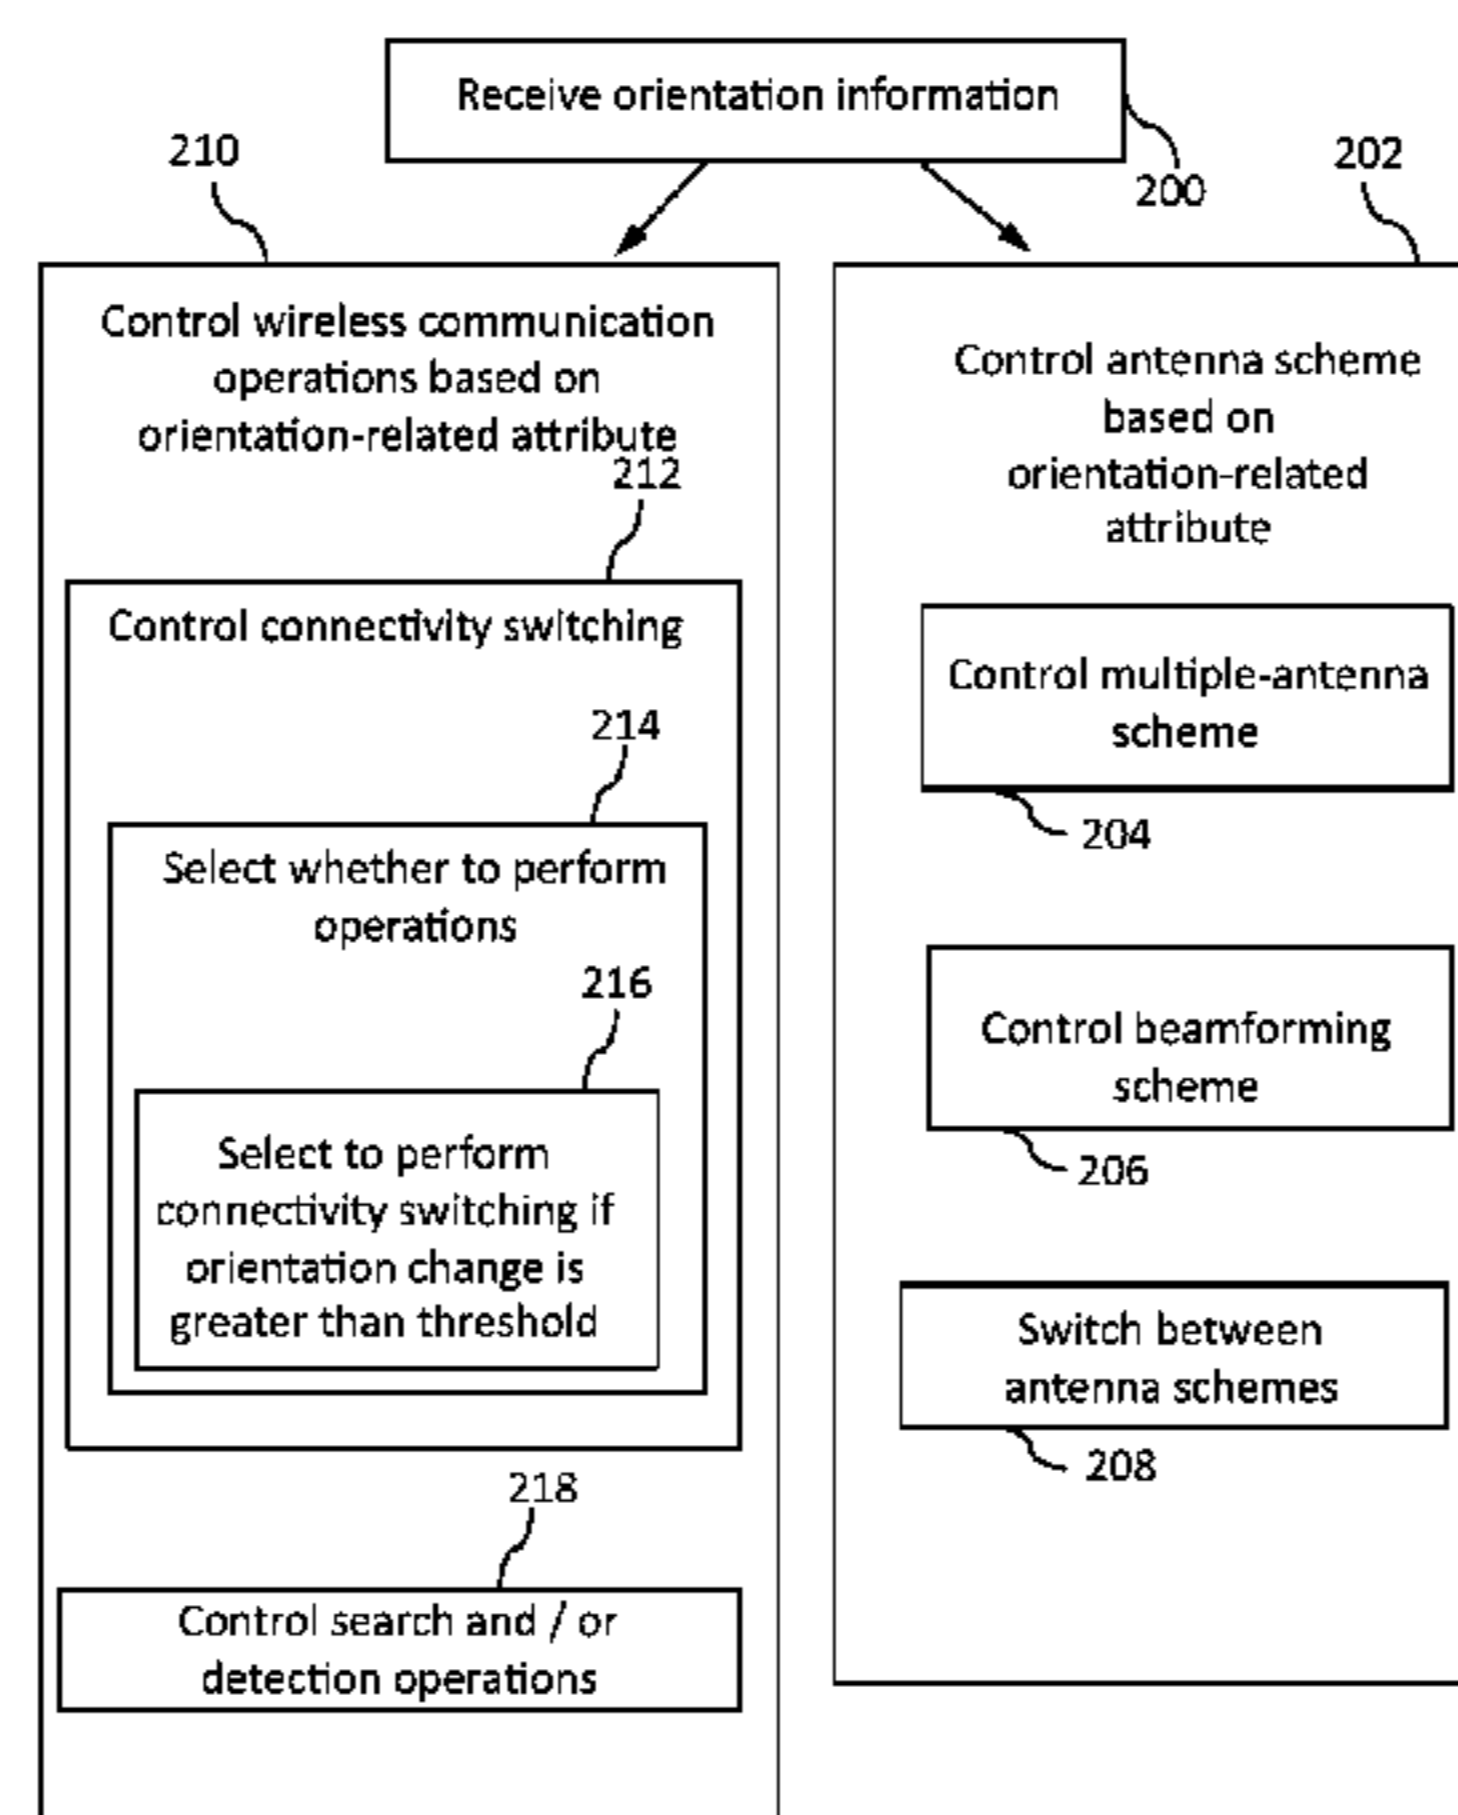 Receive orientation information
200
210
Control wireless communication
operations based on
orientation-related attribute
212
Control connectivity switching
214
Select whether to perform
operations
216
Select to perform
connectivity switching if
orientation change is
greater than threshold
218
Control search and / or
detection operations
202
Control antenna scheme
based on
orientation-related
attribute
Control multiple-antenna
scheme
204
Control beamforming
scheme
206
Switch between
antenna schemes
208